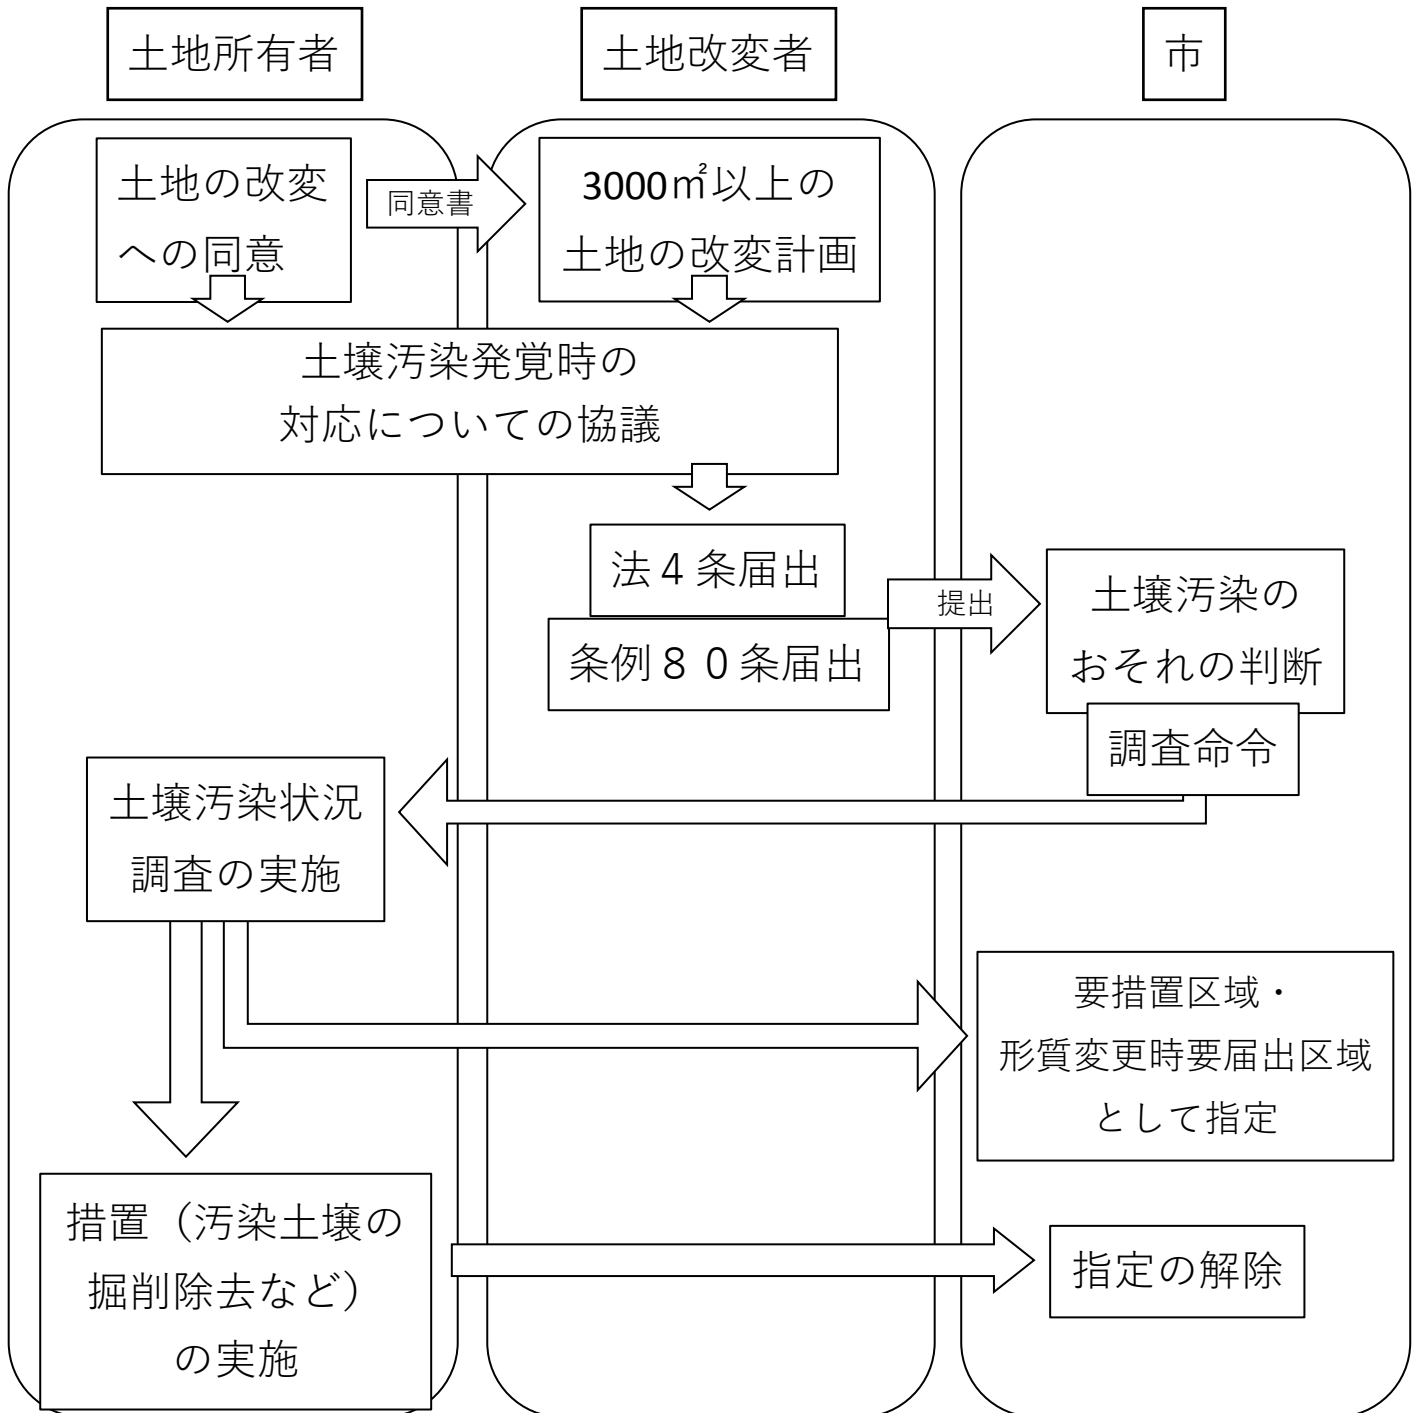 土地所有者
土地改変者
市
土地の改変
への同意
同意書
3000㎡以上の
土地の改変計画
土壌汚染発覚時の
対応についての協議
法４条届出
条例８０条届出
提出
土壌汚染の
おそれの判断
調査命令
土壌汚染状況
調査の実施
要措置区域・
形質変更時要届出区域
として指定
措置（汚染土壌の
掘削除去など）
の実施
指定の解除